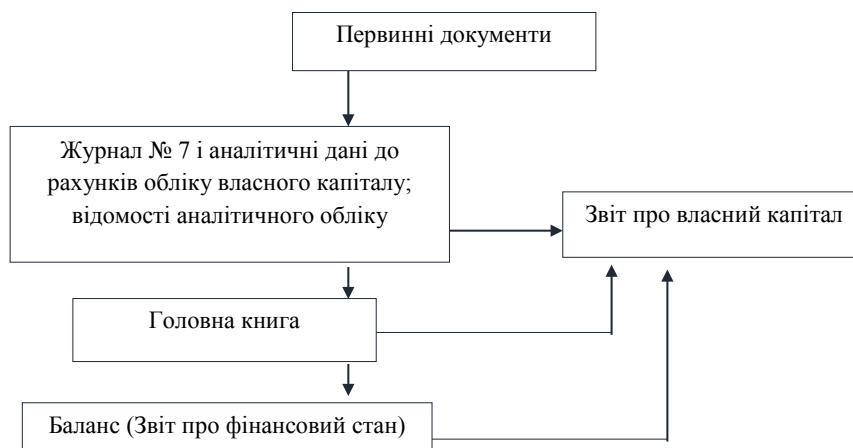 Первинні документи
Журнал № 7 і аналітичні дані до
рахунків обліку власного капіталу;
відомості аналітичного обліку
Звіт про власний капітал
Головна книга
Баланс (Звіт про фінансовий стан)